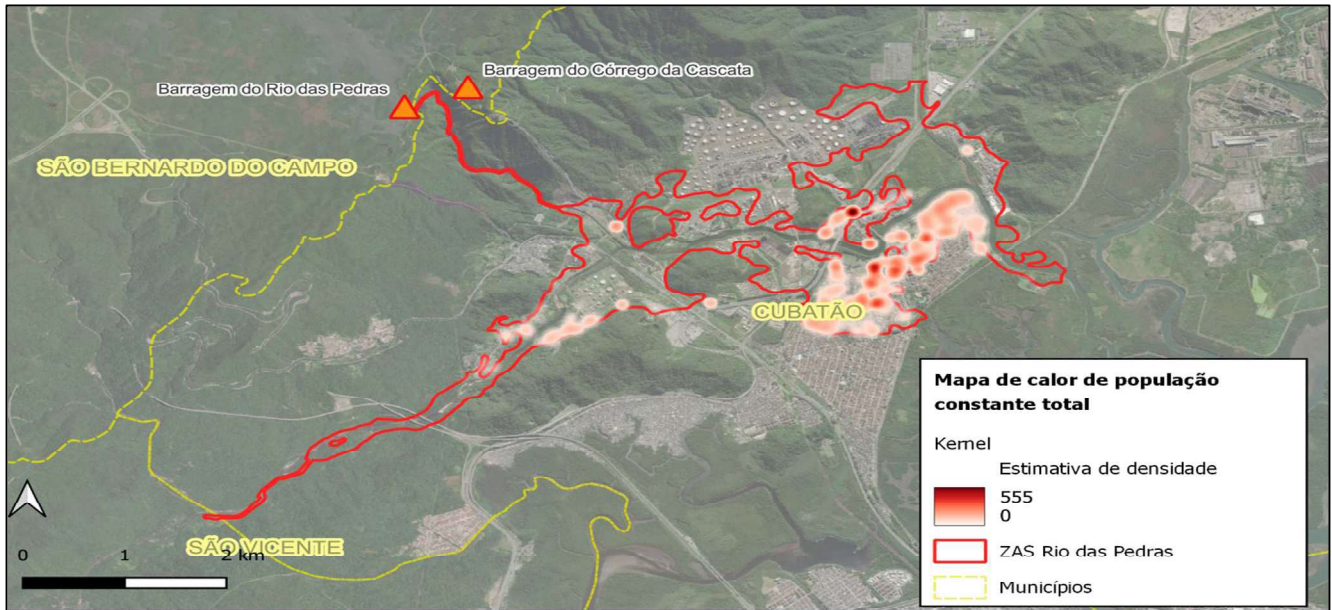 Barragem do Córrego da Cascata
Barragem do Rio das Pedras
SÃO BERNARDO DO CAMPO
CUBATÃO
SÃO VICENTE
0 1 2 km
Mapa de calor de população
constante total
Kernel
Estimativa de densidade
555
0
ZAS Rio das Pedras
Municípios